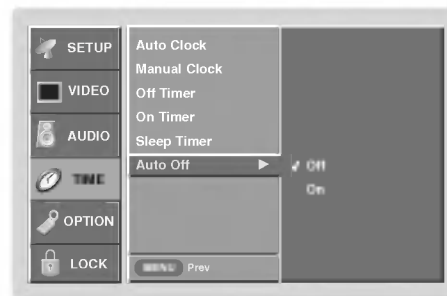 SETUP
VIDEO
AUDIO
TIME
OPTION
LOCK
Auto Clock
Manual Clock
Off Timer
On Timer
Sleep Timer
Auto Off
MENU Prev
Off
On